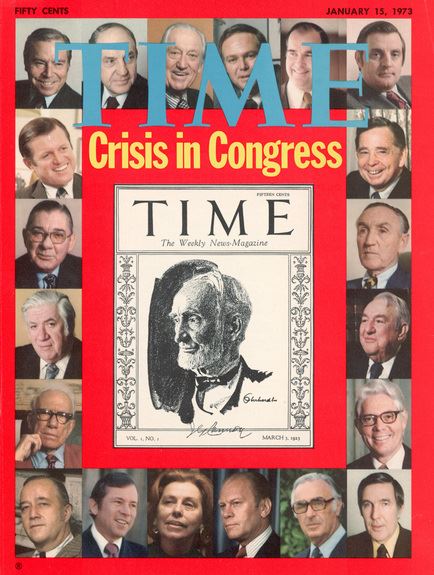 FIFTY CENTS
JANUARY 15, 1973
TIME
Crisis in Congress
FIFTEEN CENTS
TIME
The Weekly News-Magazine
VOL. 1, NO. 1
MARCH 3, 1923
®